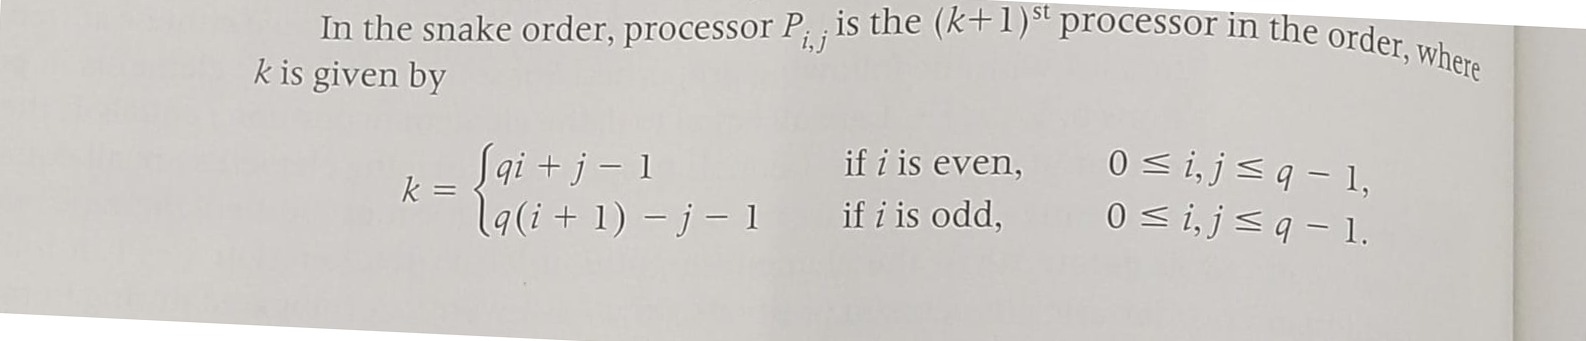 In the snake order, processor P_{i,j} is the (k+1)^{st} processor in the order, where
k is given by
k = { qi + j − 1 if i is even, 0 ≤ i, j ≤ q − 1,
q(i + 1) − j − 1 if i is odd, 0 ≤ i, j ≤ q − 1.